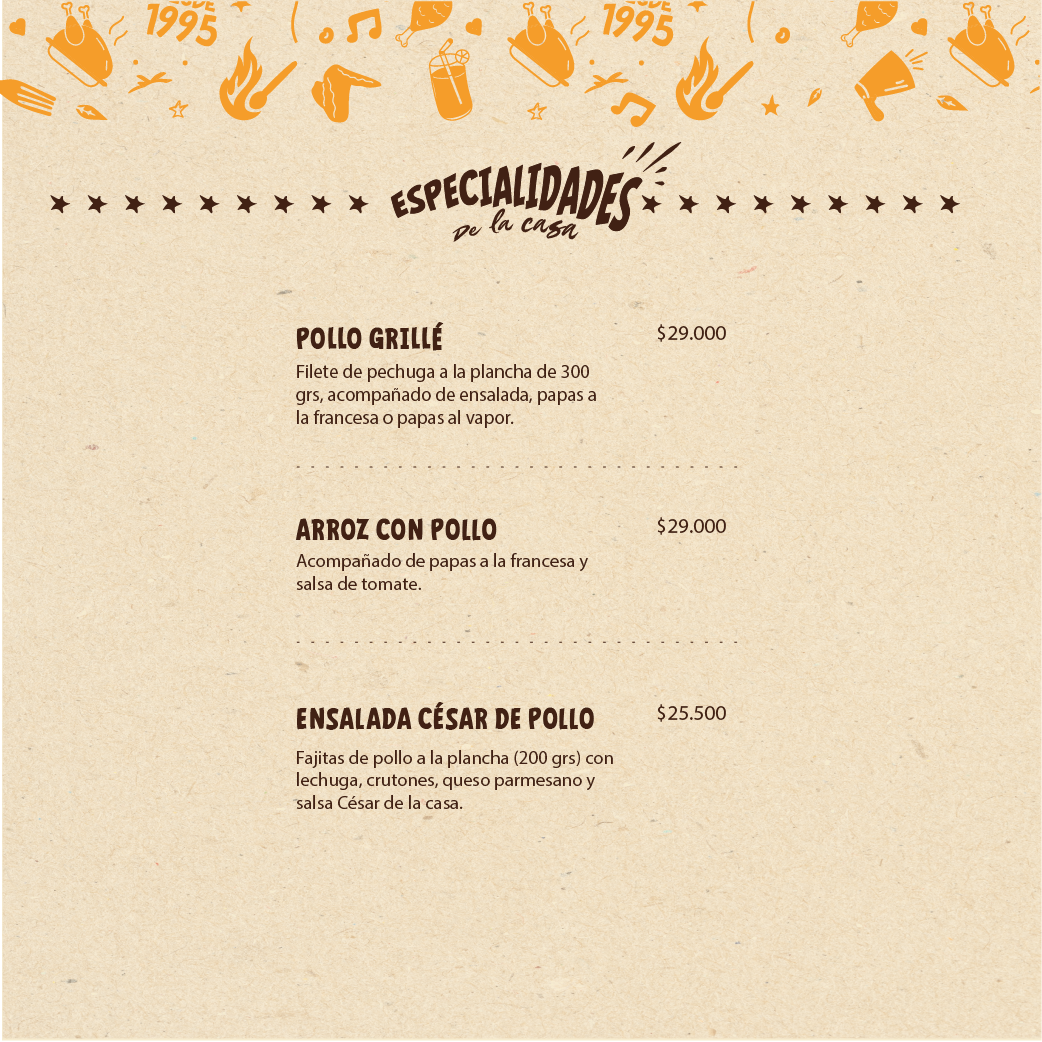 1995
1995
ESPECIALIDADES
De la casa
POLLO GRILLÉ
$29.000
Filete de pechuga a la plancha de 300
grs, acompañado de ensalada, papas a
la francesa o papas al vapor.
ARROZ CON POLLO
$29.000
Acompañado de papas a la francesa y
salsa de tomate.
ENSALADA CÉSAR DE POLLO
$25.500
Fajitas de pollo a la plancha (200 grs) con
lechuga, crutones, queso parmesano y
salsa César de la casa.